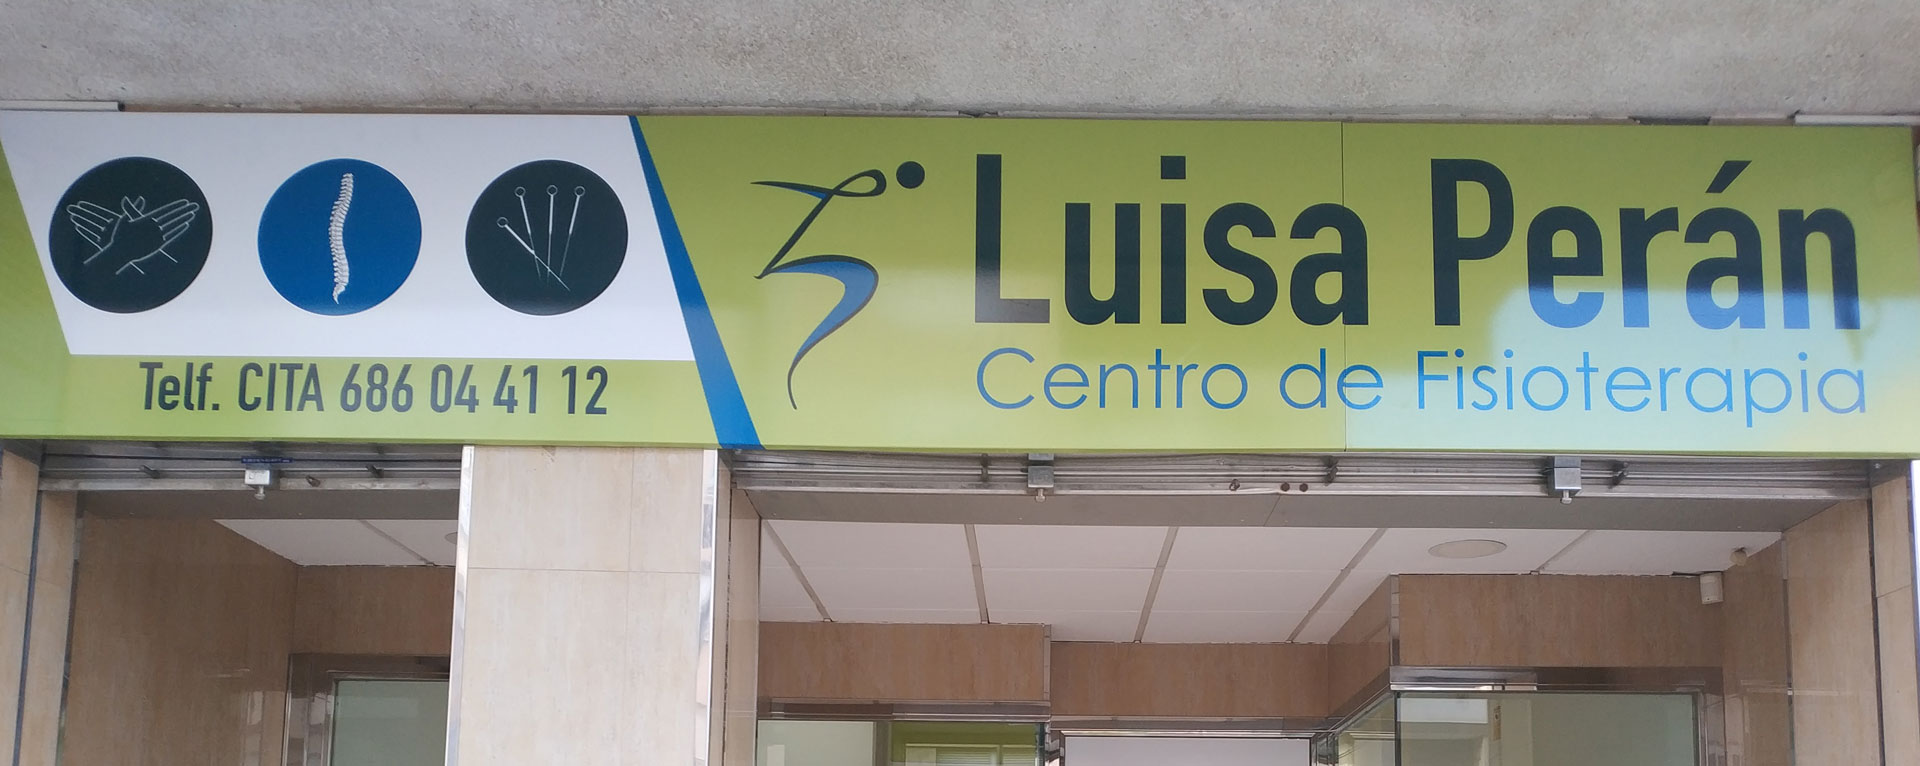 Luisa Perán
Centro de Fisioterapia
Telf. CITA 686 04 41 12